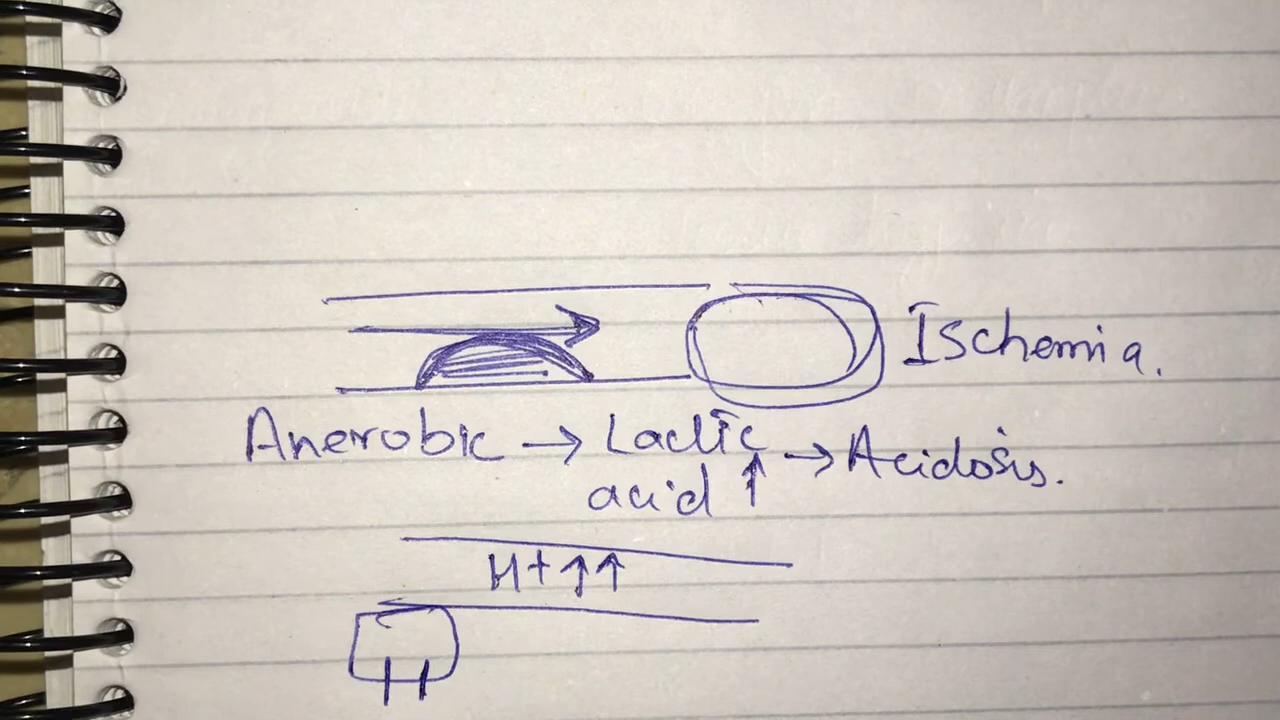 Ischemia.
Anerobic → Lactic → Acidosis.
acid ↑
H+ ↑↑